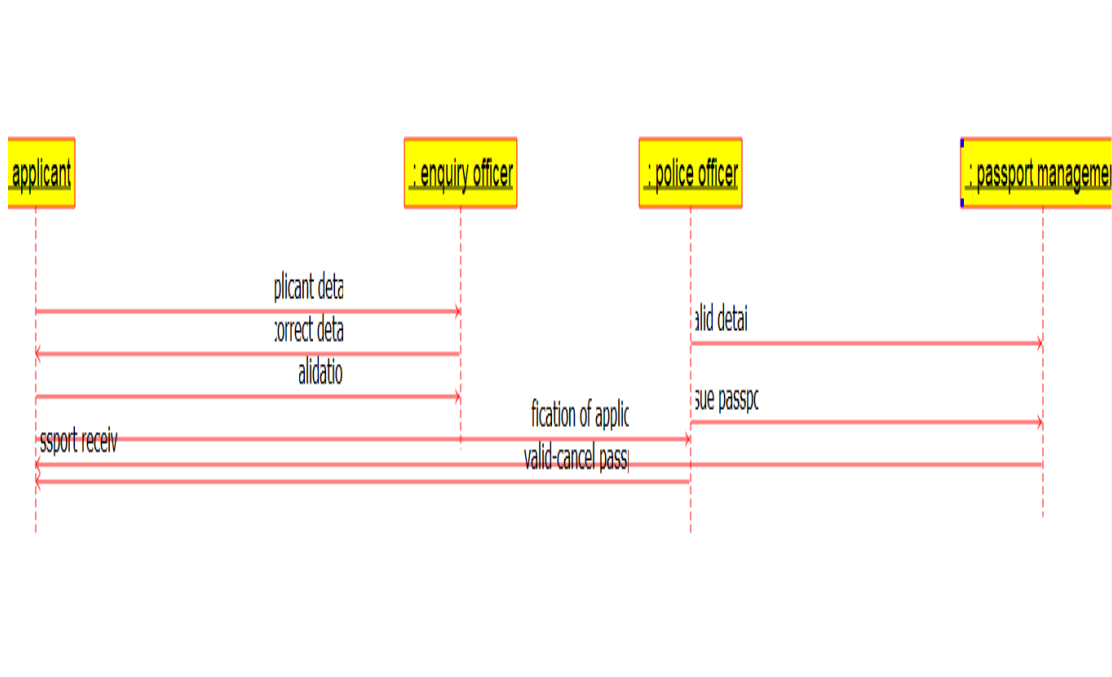 applicant
: enquiry officer
: police officer
: passport managemen
plicant deta
orrect deta
alid detai
alidatio
sue passpo
fication of applic
ssport receiv
valid-cancel pass